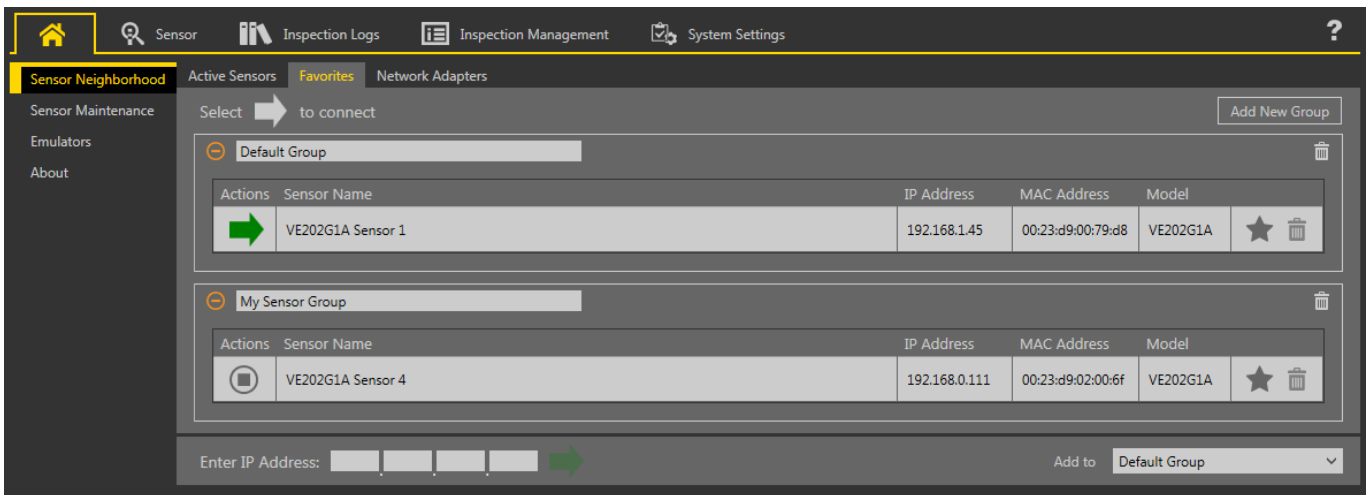 Sensor Inspection Logs Inspection Management System Settings ?
Sensor Neighborhood
Sensor Maintenance
Emulators
About
Active Sensors Favorites Network Adapters
Select to connect Add New Group
Default Group
Actions Sensor Name IP Address MAC Address Model
VE202G1A Sensor 1 192.168.1.45 00:23:d9:00:79:d8 VE202G1A
My Sensor Group
Actions Sensor Name IP Address MAC Address Model
VE202G1A Sensor 4 192.168.0.111 00:23:d9:02:00:6f VE202G1A
Enter IP Address: . . . Add to Default Group